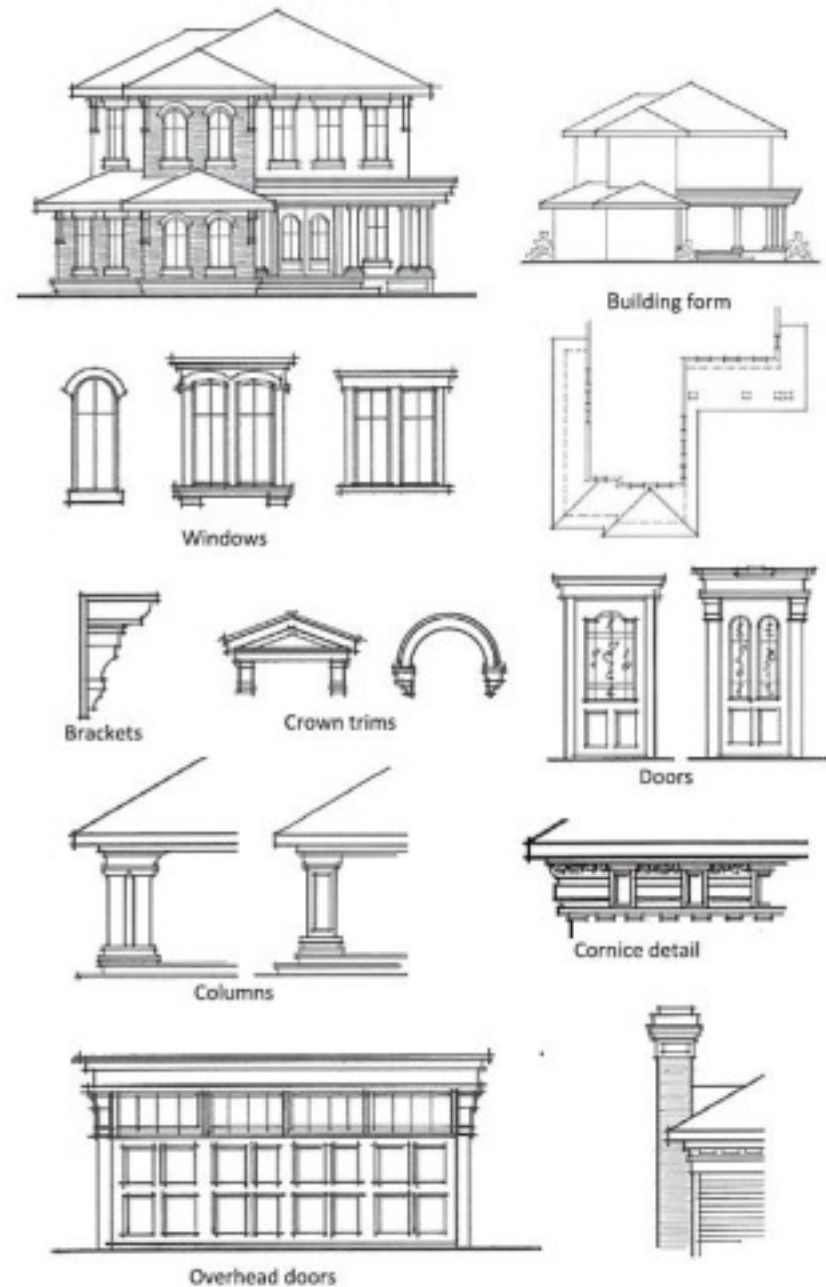 Building form
Windows
Brackets
Crown trims
Doors
Columns
Cornice detail
Overhead doors